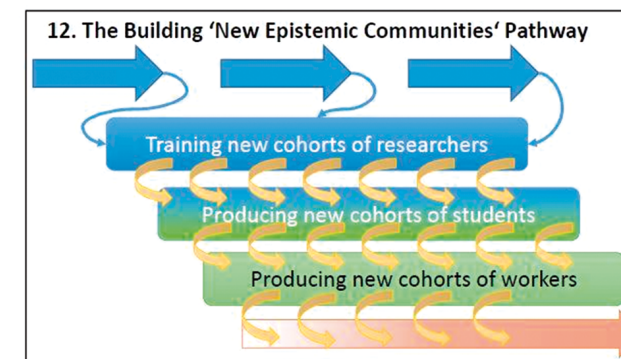 12. The Building ‘New Epistemic Communities‘ Pathway
Training new cohorts of researchers
Producing new cohorts of students
Producing new cohorts of workers